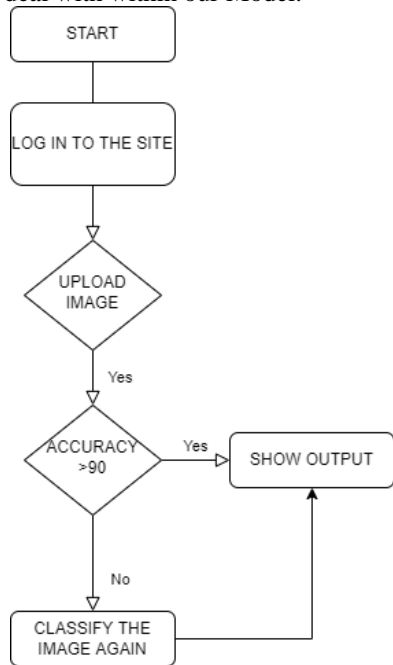 deal with within our Model.
START
LOG IN TO THE SITE
UPLOAD
IMAGE
Yes
ACCURACY
>90
Yes
SHOW OUTPUT
No
CLASSIFY THE
IMAGE AGAIN